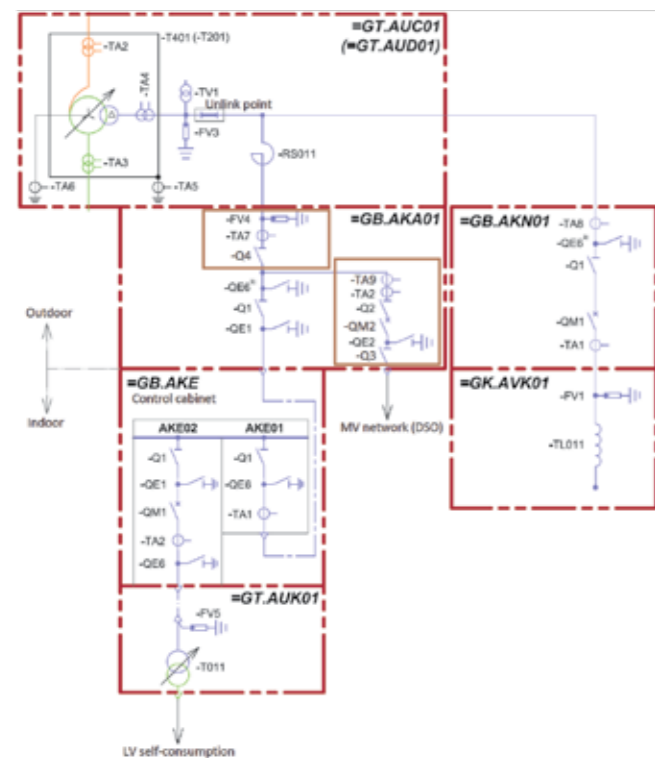 =GT.AUC01
(=GT.AUD01)
-TA2
-T401 (-T201)
-TA4
-TV1
Unlink point
-FV3
-TA3
-RS011
-TA6
-TA5
=GB.AKA01
-FV4
-TA7
-Q4
-QE6*
-Q1
-QE1
-TA9
-TA2
-Q2
-QM2
-QE2
-Q3
=GB.AKN01
-TA8
-QE6*
-Q1
-QM1
-TA1
Outdoor
Indoor
=GB.AKE
Control cabinet
MV network (DSO)
=GK.AVK01
-FV1
-TL011
AKE02
AKE01
-Q1
-QE1
-QM1
-TA2
-QE6
-Q1
-QE6
-TA1
=GT.AUK01
-FV5
-T011
LV self-consumption